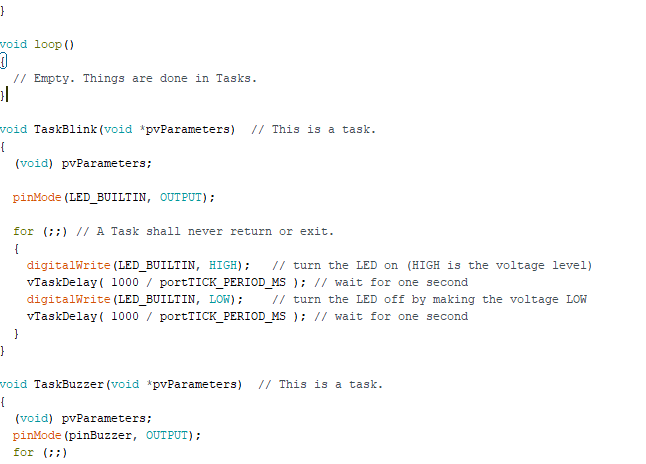 }
void loop()
{
  // Empty. Things are done in Tasks.
}
void TaskBlink(void *pvParameters)  // This is a task.
{
  (void) pvParameters;
  pinMode(LED_BUILTIN, OUTPUT);
  for (;;) // A Task shall never return or exit.
  {
    digitalWrite(LED_BUILTIN, HIGH);   // turn the LED on (HIGH is the voltage level)
    vTaskDelay( 1000 / portTICK_PERIOD_MS ); // wait for one second
    digitalWrite(LED_BUILTIN, LOW);    // turn the LED off by making the voltage LOW
    vTaskDelay( 1000 / portTICK_PERIOD_MS ); // wait for one second
  }
}
void TaskBuzzer(void *pvParameters)  // This is a task.
{
  (void) pvParameters;
  pinMode(pinBuzzer, OUTPUT);
  for (;;)